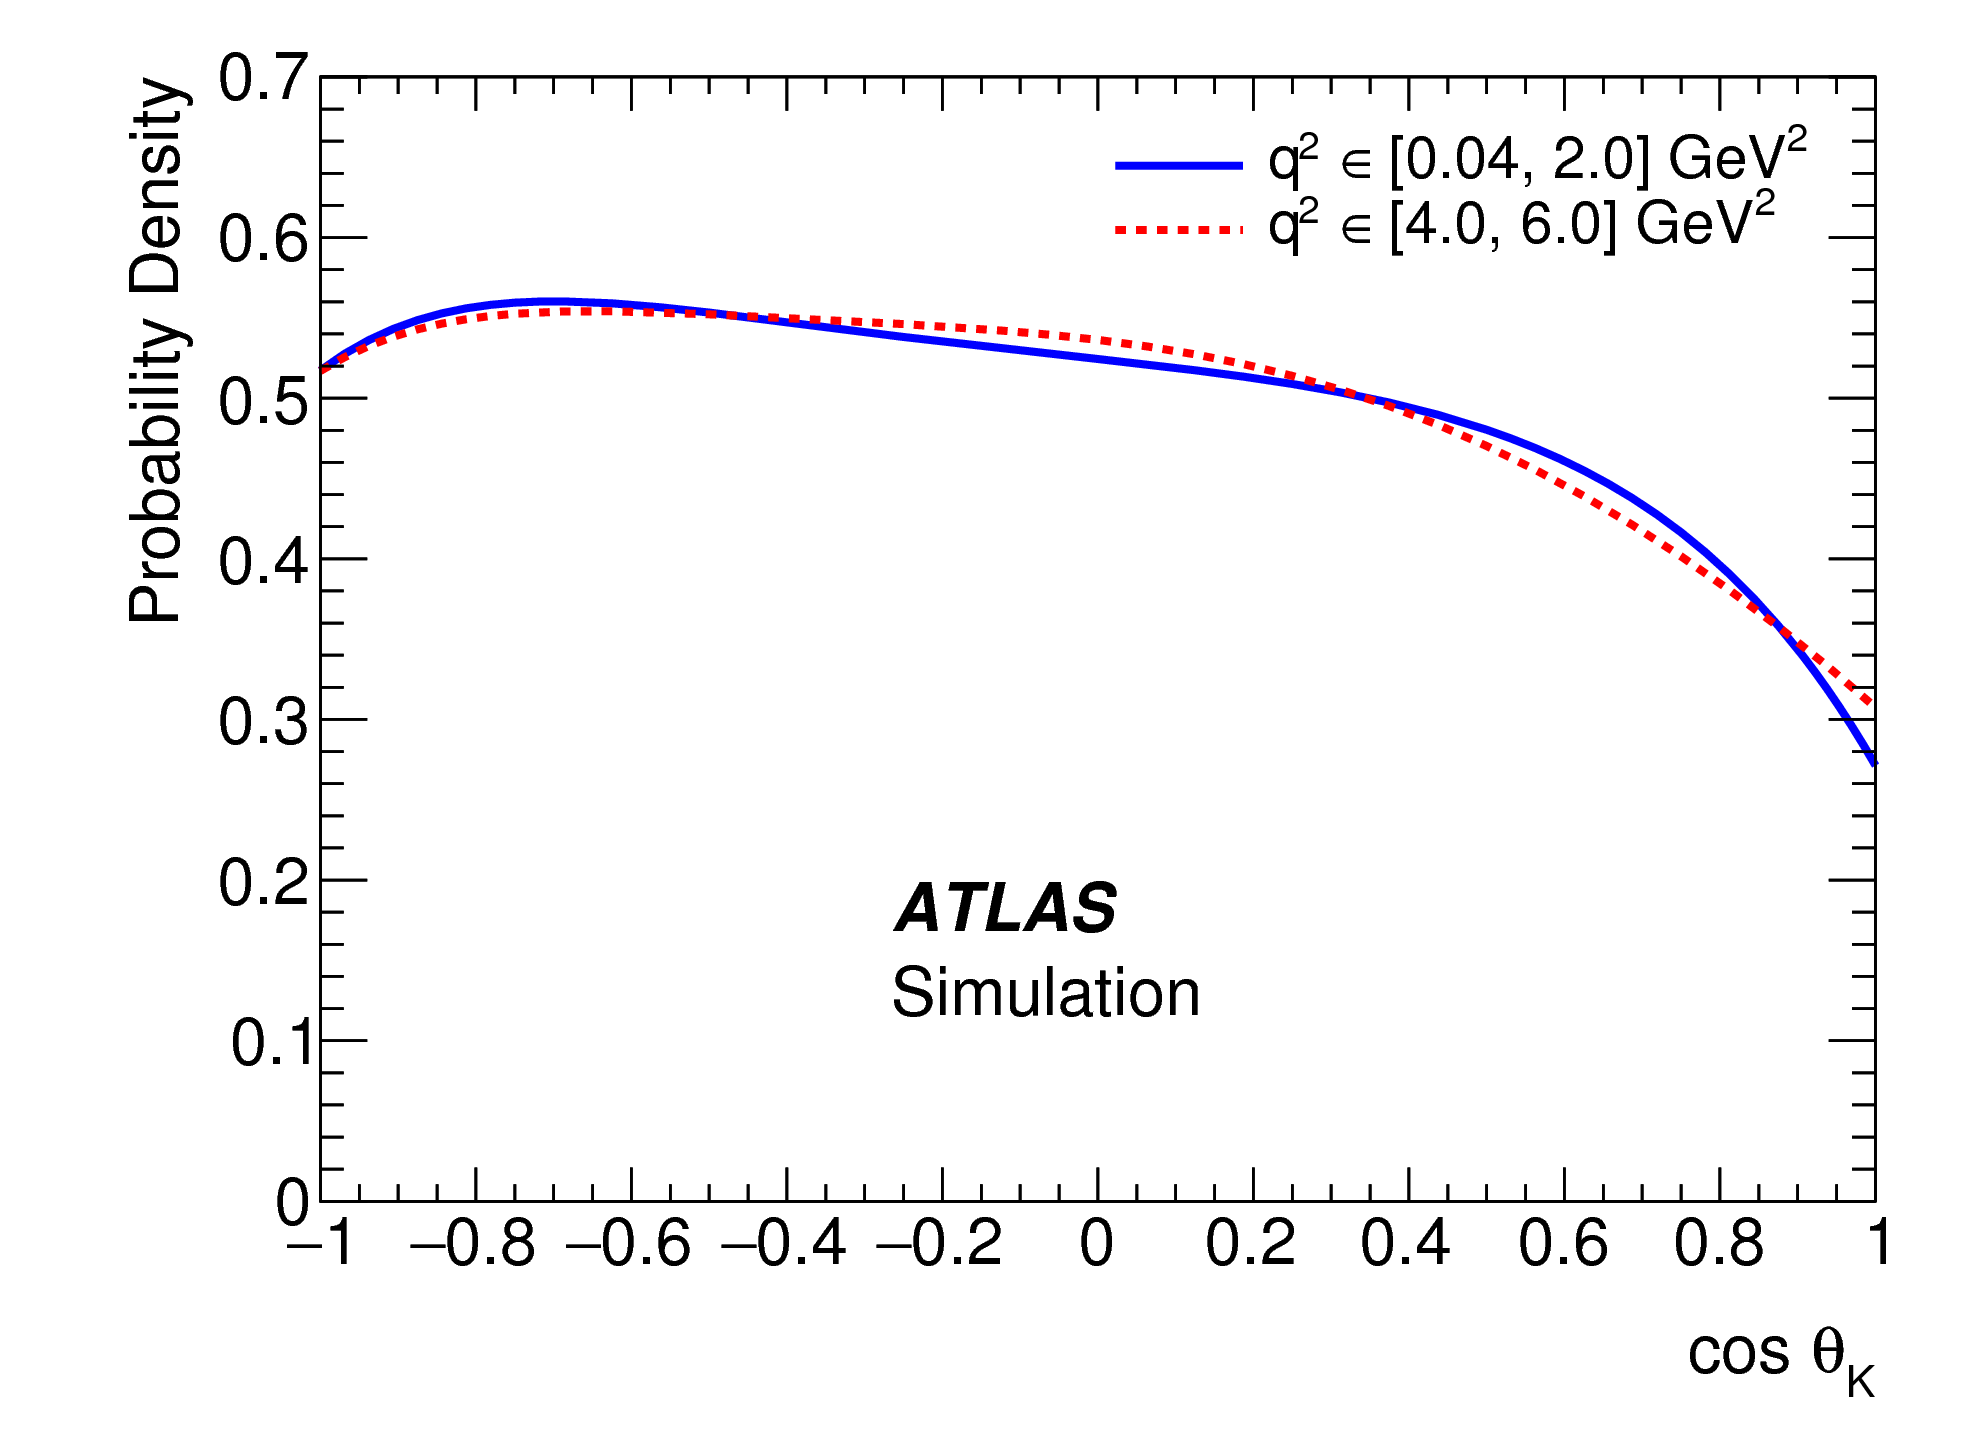 Probability Density
0.7
0.6
0.5
0.4
0.3
0.2
0.1
0
q² ∈ [0.04, 2.0] GeV²
q² ∈ [4.0, 6.0] GeV²
ATLAS
Simulation
−1 −0.8 −0.6 −0.4 −0.2 0 0.2 0.4 0.6 0.8 1
cos θ_K